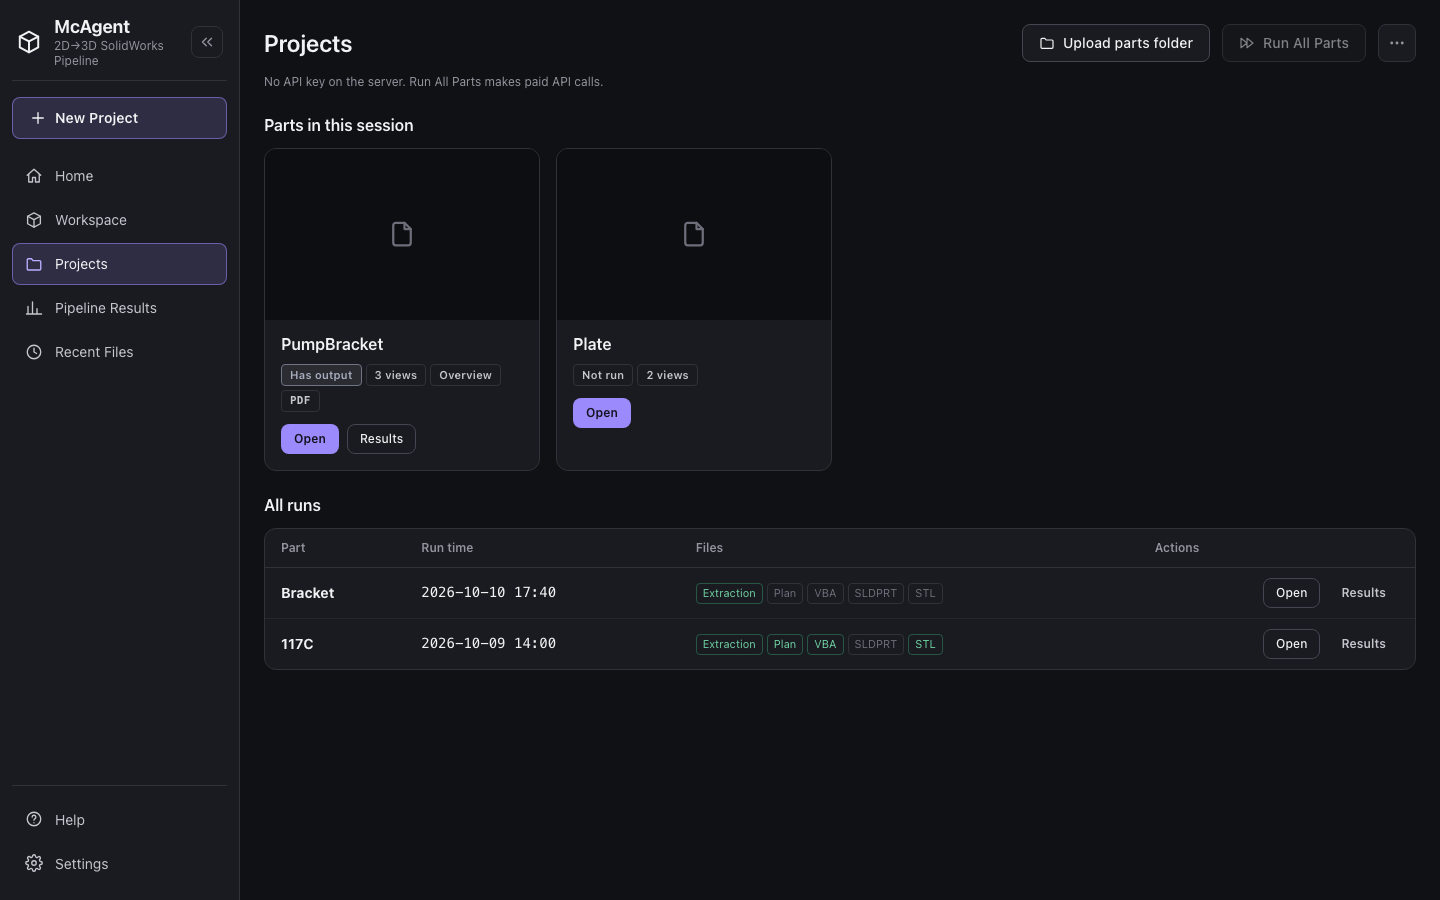 McAgent
2D→3D SolidWorks
Pipeline
New Project
Home
Workspace
Projects
Pipeline Results
Recent Files
Help
Settings
Projects
Upload parts folder
Run All Parts
No API key on the server. Run All Parts makes paid API calls.
Parts in this session
PumpBracket
Has output 3 views Overview
PDF
Open Results
Plate
Not run 2 views
Open
All runs
Part Run time Files Actions
Bracket 2026-10-10 17:40 Extraction Plan VBA SLDPRT STL Open Results
117C 2026-10-09 14:00 Extraction Plan VBA SLDPRT STL Open Results